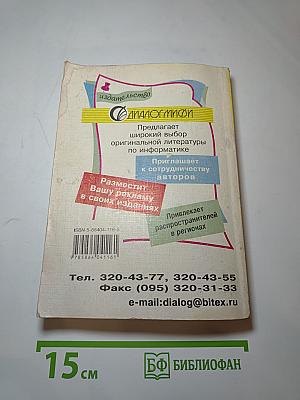 издательство
ДИАЛОГ-МИФИ
Предлагает
широкий выбор
оригинальной литературы
по информатике
Приглашает
к сотрудничеству
авторов
Разместит
Вашу рекламу
в своих изданиях
Привлекает
распространителей
в регионах
Тел. 320-43-77, 320-43-55
Факс (095) 320-31-33
e-mail:dialog@bitex.ru
15 см
БФ БИБЛИОФАН